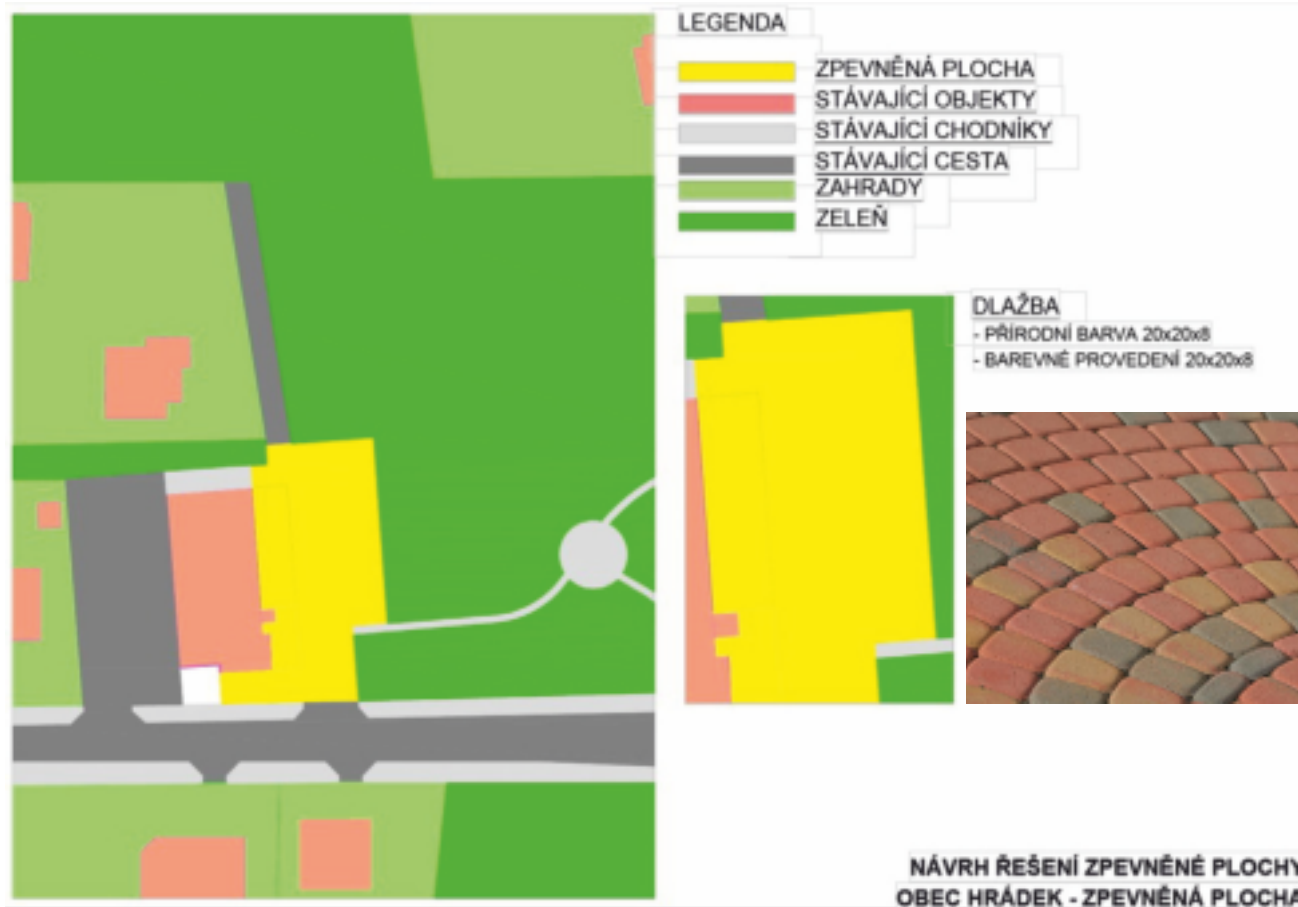 LEGENDA
ZPEVNĚNÁ PLOCHA
STÁVAJÍCÍ OBJEKTY
STÁVAJÍCÍ CHODNÍKY
STÁVAJÍCÍ CESTA
ZAHRADY
ZELEŇ
DLAŽBA
- PŘÍRODNÍ BARVA 20x20x8
- BAREVNÉ PROVEDENÍ 20x20x8
NÁVRH ŘEŠENÍ ZPEVNĚNÉ PLOCHY
OBEC HRÁDEK - ZPEVNĚNÁ PLOCHA